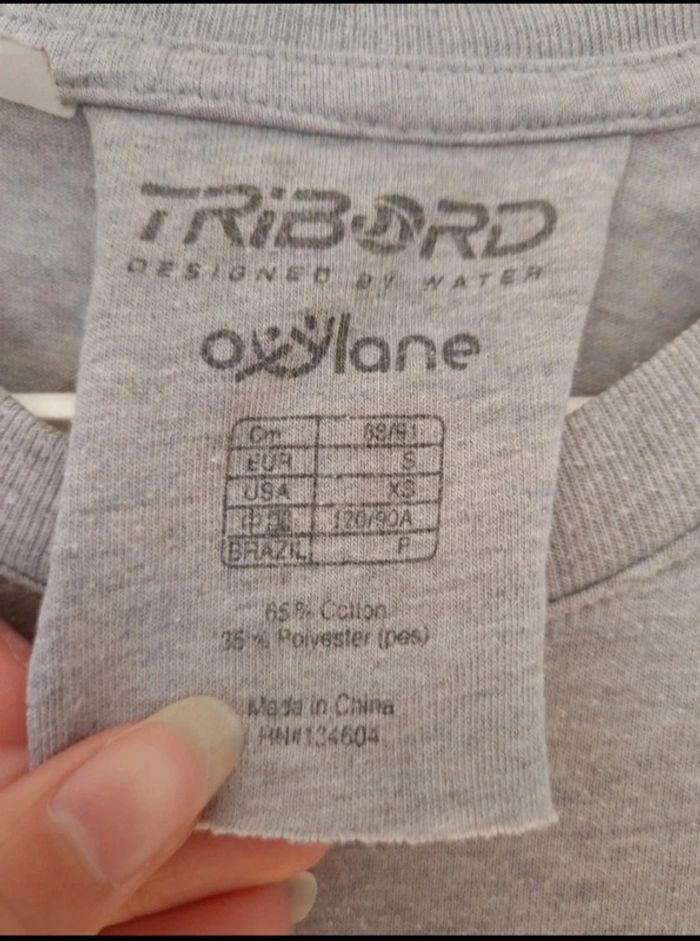 TRiBORD
DESIGNED BY WATER
oxylane
Cm. 88/91
EUR S
USA XS
中国 170/90A
BRAZIL P
65 % Cotton
35 % Polyester (pes)
Made in China
RN#134604